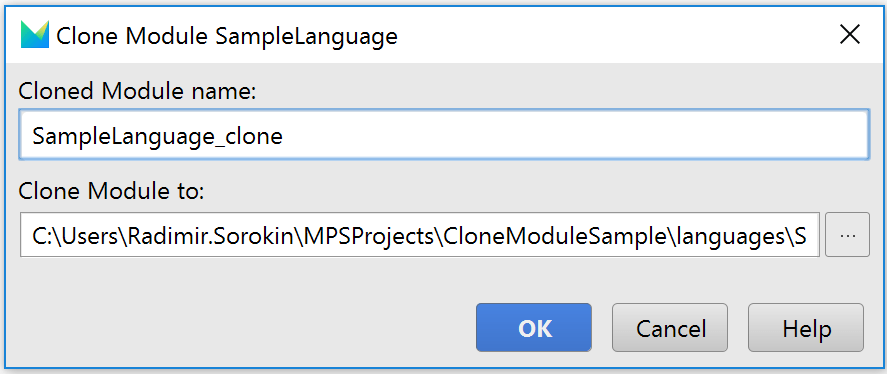 Clone Module SampleLanguage
Cloned Module name:
SampleLanguage_clone
Clone Module to:
C:\Users\Radimir.Sorokin\MPSProjects\CloneModuleSample\languages\S
...
OK Cancel Help